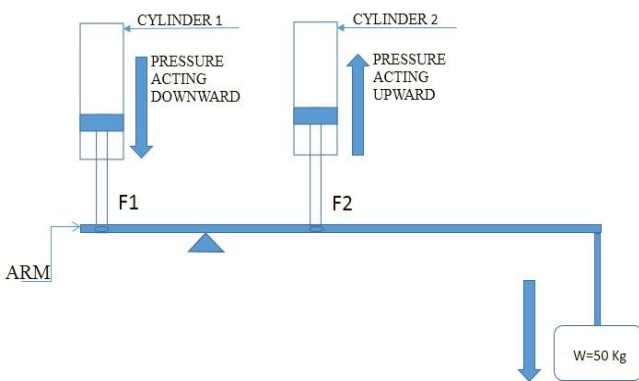 CYLINDER 1
CYLINDER 2
PRESSURE
ACTING
DOWNWARD
PRESSURE
ACTING
UPWARD
F1
F2
ARM
W=50 Kg